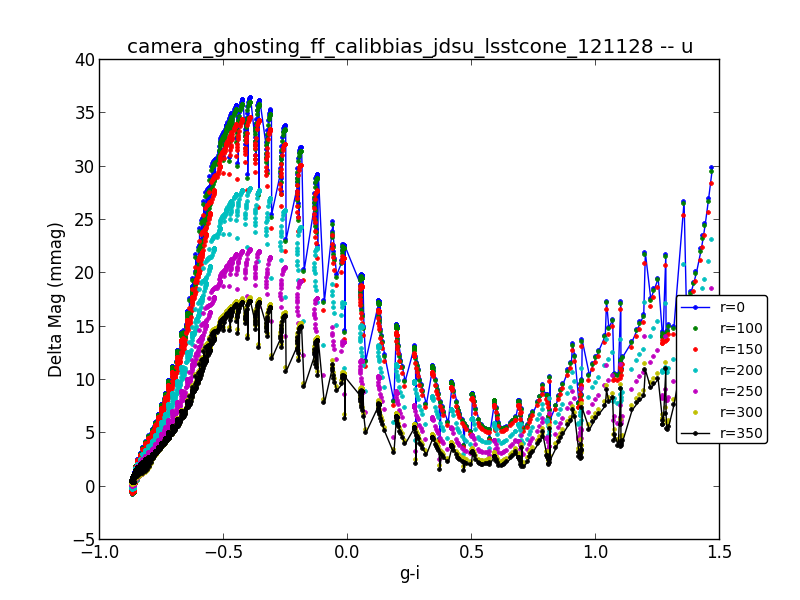 camera_ghosting_ff_calibbias_jdsu_lsstcone_121128 -- u
40
35
30
25
20
15
10
5
0
−5
Delta Mag (mmag)
−1.0 −0.5 0.0 0.5 1.0 1.5
g-i
r=0
r=100
r=150
r=200
r=250
r=300
r=350